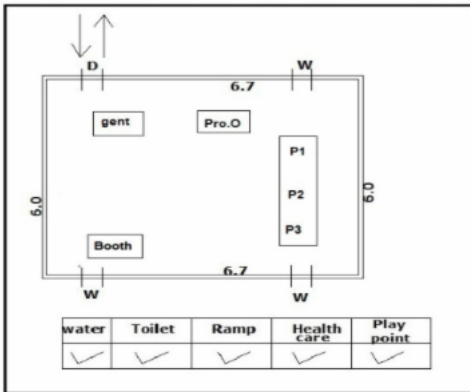 D W
6.7
gent Pro.O
P1
6.0 P2 6.0
P3
Booth
6.7
W W
water Toilet Ramp Health care Play point